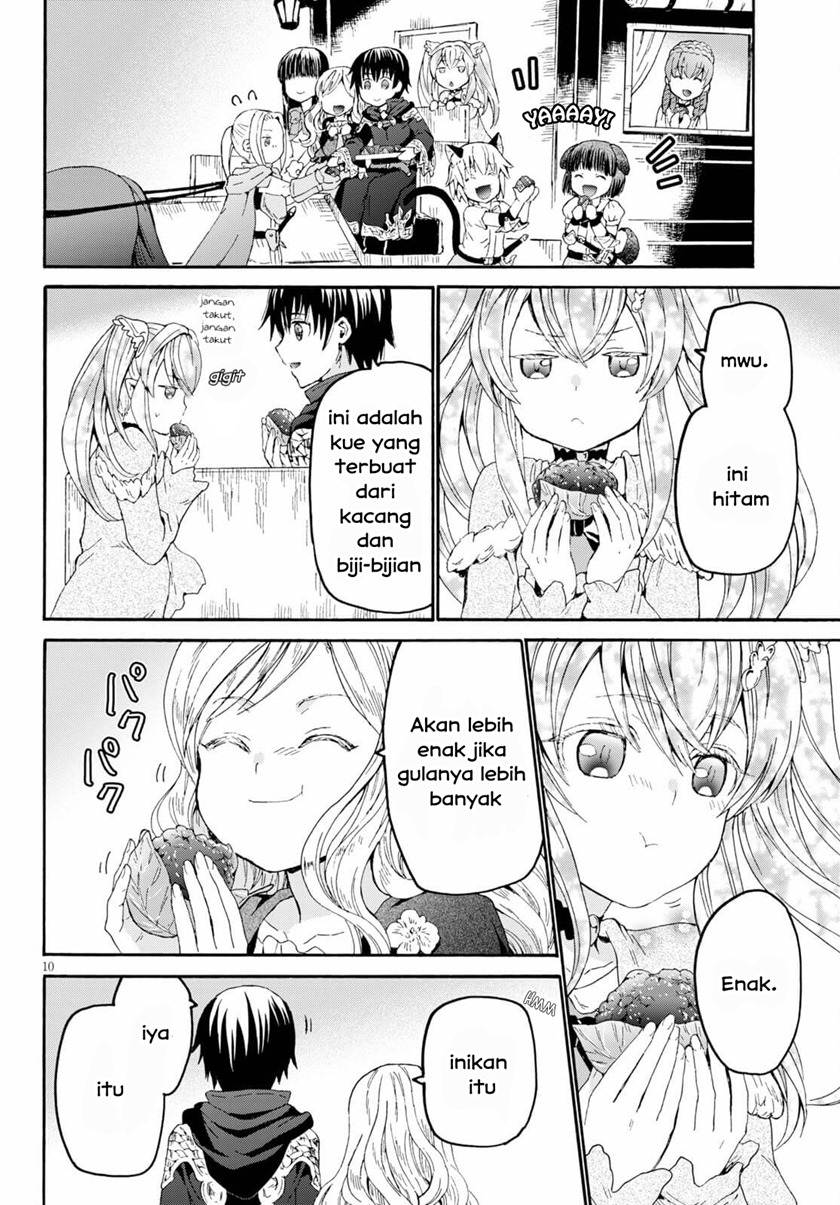 YAAAAY!
mwu.
ini
hitam
jangan
takut,
jangan
takut
gigit
ini adalah
kue yang
terbuat
dari
kacang
dan
biji-bijian
Enak.
Akan lebih
enak jika
gulanya lebih
banyak
パクパク
10
HMM
inikan
itu
iya
itu